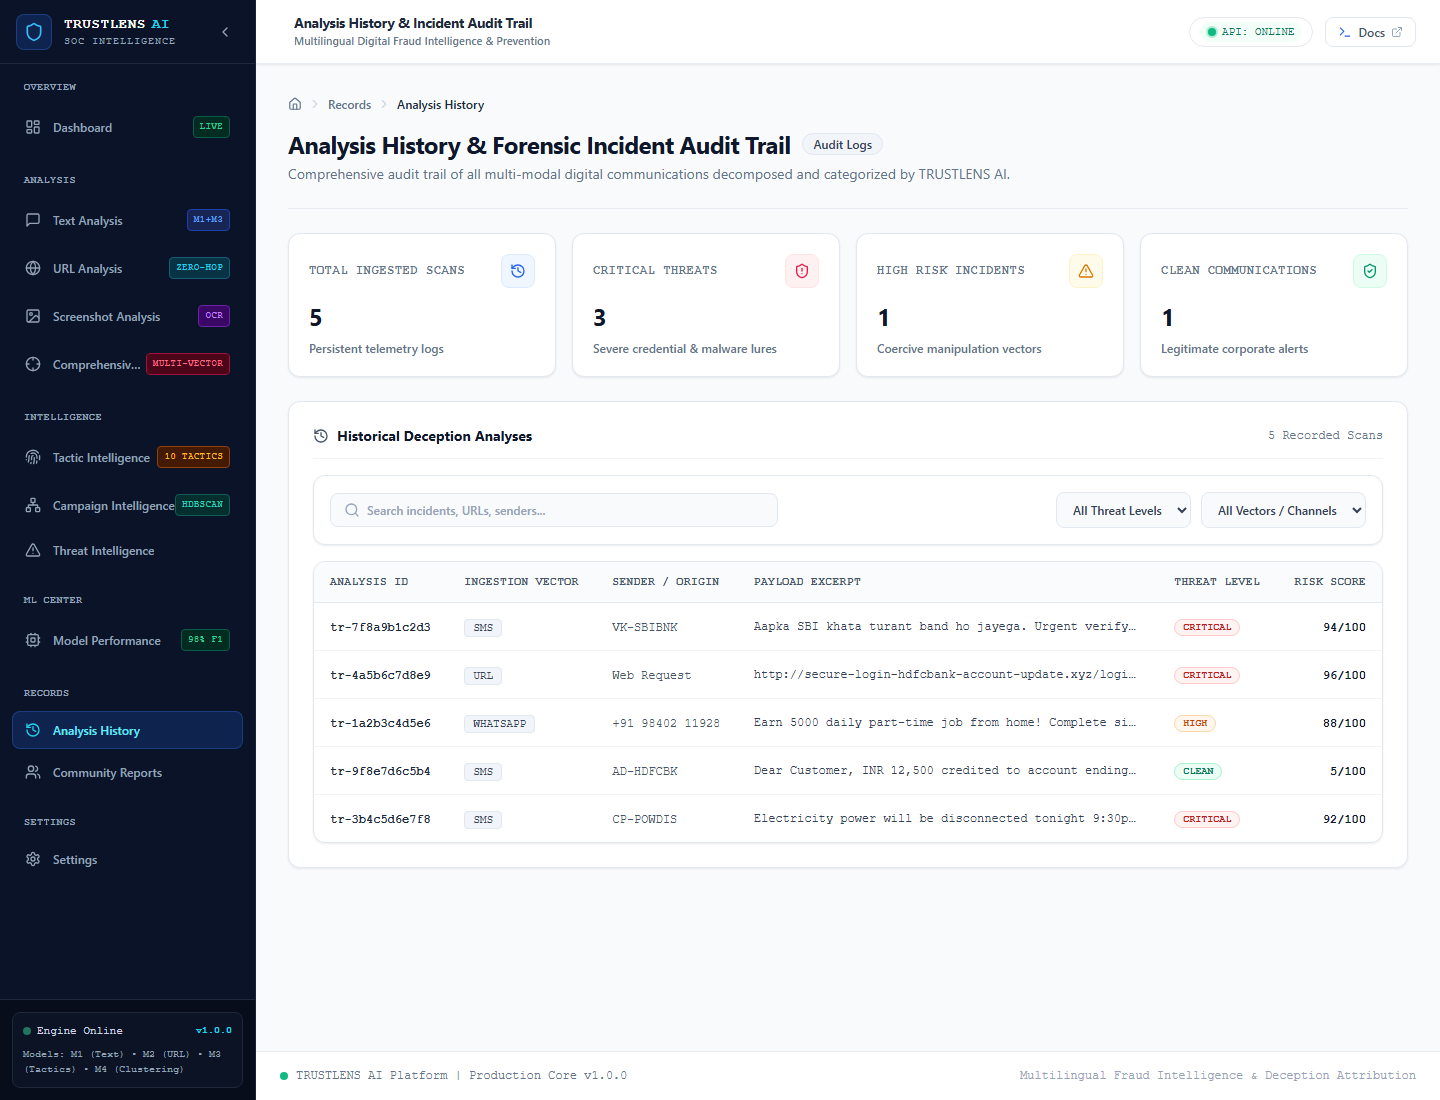 TRUSTLENS AI
SOC INTELLIGENCE
OVERVIEW
Dashboard LIVE
ANALYSIS
Text Analysis M1+M3
URL Analysis ZERO-HOP
Screenshot Analysis OCR
Comprehensiv... MULTI-VECTOR
INTELLIGENCE
Tactic Intelligence 10 TACTICS
Campaign Intelligence HDBSCAN
Threat Intelligence
ML CENTER
Model Performance 98% F1
RECORDS
Analysis History
Community Reports
SETTINGS
Settings
Engine Online v1.0.0
Models: M1 (Text) • M2 (URL) • M3
(Tactics) • M4 (Clustering)
Analysis History & Incident Audit Trail
Multilingual Digital Fraud Intelligence & Prevention
API: ONLINE
Docs
Records > Analysis History
Analysis History & Forensic Incident Audit Trail Audit Logs
Comprehensive audit trail of all multi-modal digital communications decomposed and categorized by TRUSTLENS AI.
TOTAL INGESTED SCANS
5
Persistent telemetry logs
CRITICAL THREATS
3
Severe credential & malware lures
HIGH RISK INCIDENTS
1
Coercive manipulation vectors
CLEAN COMMUNICATIONS
1
Legitimate corporate alerts
Historical Deception Analyses 5 Recorded Scans
Search incidents, URLs, senders... All Threat Levels All Vectors / Channels
ANALYSIS ID INGESTION VECTOR SENDER / ORIGIN PAYLOAD EXCERPT THREAT LEVEL RISK SCORE
tr-7f8a9b1c2d3 SMS VK-SBIBNK Aapka SBI khata turant band ho jayega. Urgent verify… CRITICAL 94/100
tr-4a5b6c7d8e9 URL Web Request http://secure-login-hdfcbank-account-update.xyz/logi… CRITICAL 96/100
tr-1a2b3c4d5e6 WHATSAPP +91 98402 11928 Earn 5000 daily part-time job from home! Complete si… HIGH 88/100
tr-9f8e7d6c5b4 SMS AD-HDFCBK Dear Customer, INR 12,500 credited to account ending… CLEAN 5/100
tr-3b4c5d6e7f8 SMS CP-POWDIS Electricity power will be disconnected tonight 9:30p… CRITICAL 92/100
TRUSTLENS AI Platform | Production Core v1.0.0
Multilingual Fraud Intelligence & Deception Attribution